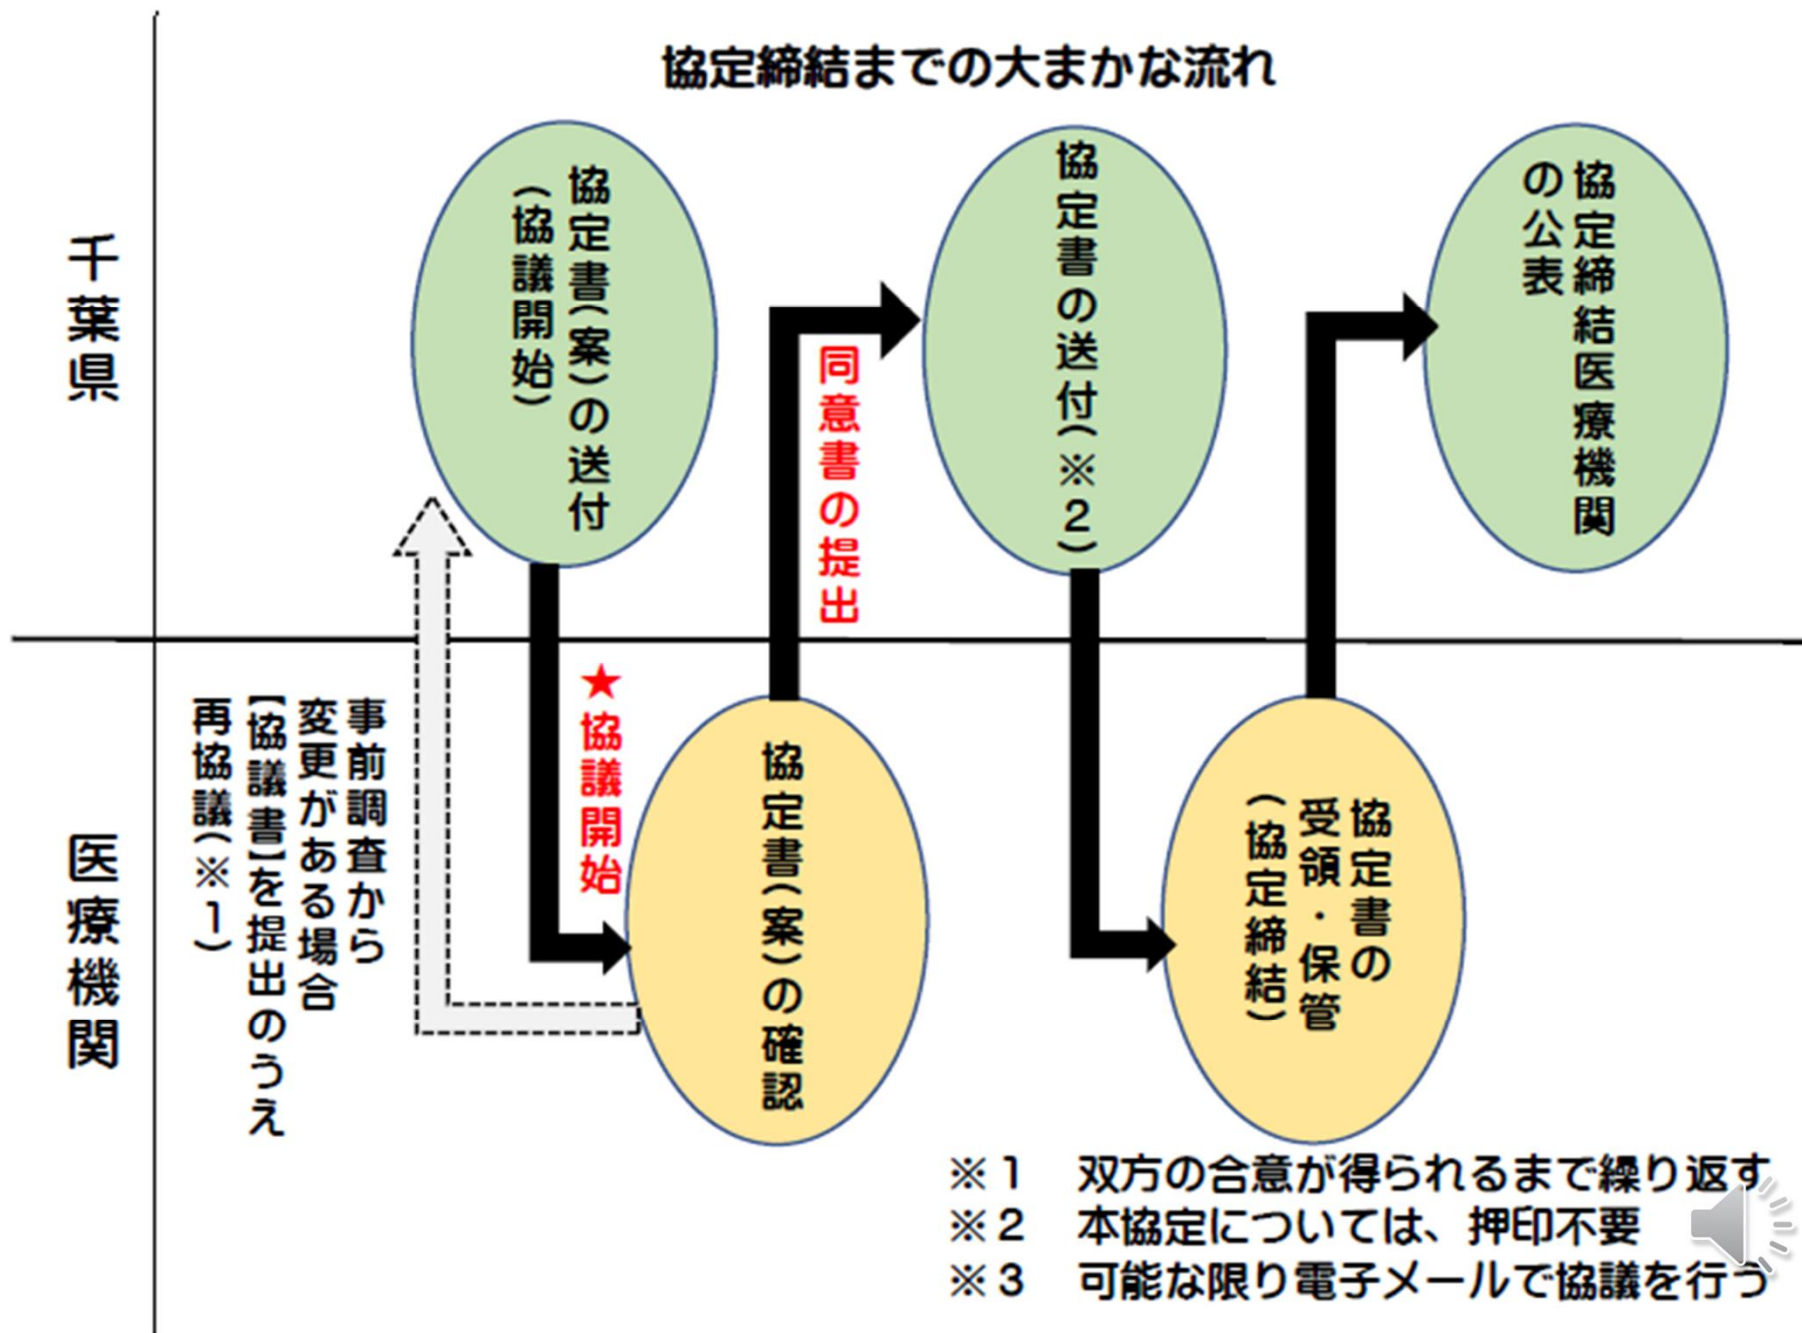 協定締結までの大まかな流れ
千葉県
協定書(案)の送付
(協議開始)
協定書の送付(※2)
協定締結医療機関
の公表
同意書の提出
★協議開始
医療機関
事前調査から
変更がある場合
【協議書】を提出のうえ
再協議(※1)
協定書(案)の確認
協定書の
受領・保管
(協定締結)
※1 双方の合意が得られるまで繰り返す
※2 本協定については、押印不要
※3 可能な限り電子メールで協議を行う